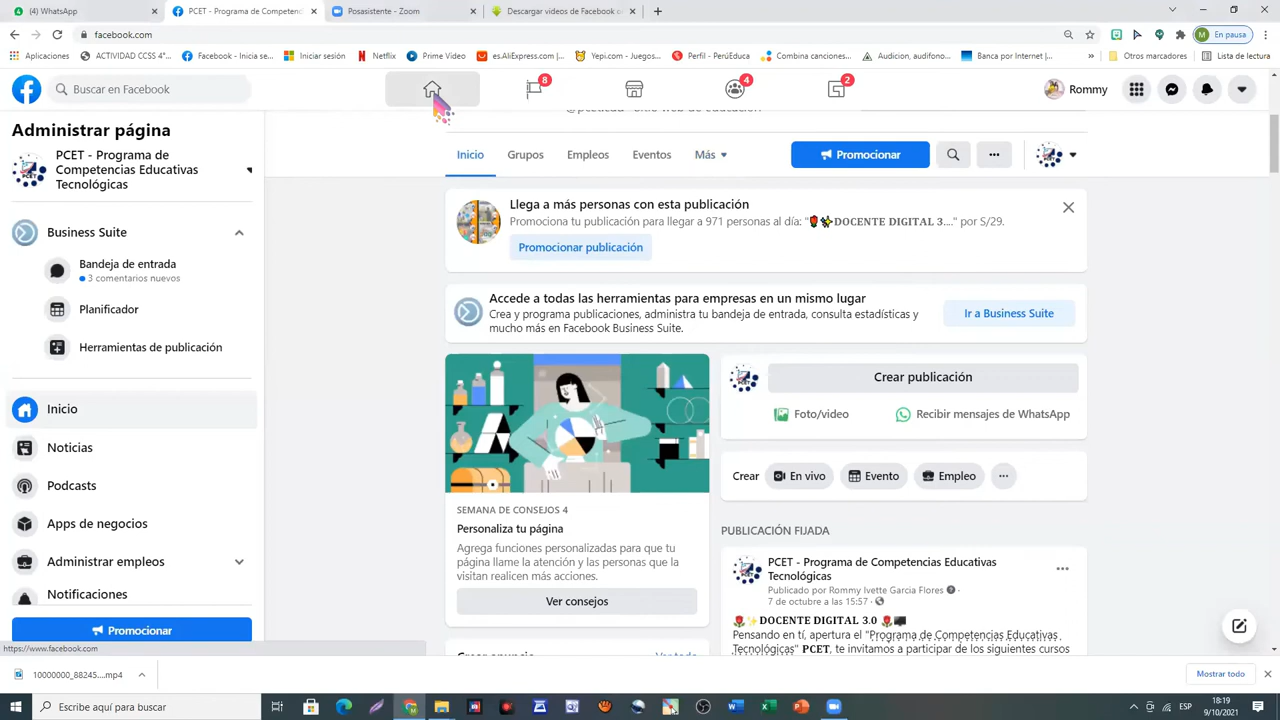 (4) WhatsApp
PCET - Programa de Competenci
Posasistente - Zoom
Descargar videos de Facebook o
facebook.com
En pausa
Aplicaciones
ACTIVIDAD CCSS 4°...
Facebook - Inicia se...
Iniciar sesión
Netflix
Prime Video
es.AliExpress.com |...
Yepi.com - Juegos...
Perfil - PerúEduca
Combina canciones...
Audicion, audifono...
Banca por Internet |...
Otros marcadores
Lista de lectura
Buscar en Facebook
8
4
2
Rommy
Administrar página
PCET - Programa de
Competencias Educativas
Tecnológicas
Business Suite
Bandeja de entrada
3 comentarios nuevos
Planificador
Herramientas de publicación
Inicio
Noticias
Podcasts
Apps de negocios
Administrar empleos
Notificaciones
Promocionar
https://www.facebook.com
Inicio
Grupos
Empleos
Eventos
Más
Promocionar
Llega a más personas con esta publicación
Promociona tu publicación para llegar a 971 personas al día: "🌹✨DOCENTE DIGITAL 3...." por S/29.
Promocionar publicación
Accede a todas las herramientas para empresas en un mismo lugar
Crea y programa publicaciones, administra tu bandeja de entrada, consulta estadísticas y
mucho más en Facebook Business Suite.
Ir a Business Suite
SEMANA DE CONSEJOS 4
Personaliza tu página
Agrega funciones personalizadas para que tu
página llame la atención y las personas que la
visitan realicen más acciones.
Ver consejos
Crear anuncio
Ver todo
Crear publicación
Foto/video
Recibir mensajes de WhatsApp
Crear
En vivo
Evento
Empleo
PUBLICACIÓN FIJADA
PCET - Programa de Competencias Educativas
Tecnológicas
Publicado por Rommy Ivette Garcia Flores
7 de octubre a las 15:57
🌹✨DOCENTE DIGITAL 3.0 🌹💻
Pensando en tí, apertura el "Programa de Competencias Educativas
Tecnológicas" PCET, te invitamos a participar de los siguientes cursos
10000000_88245....mp4
Mostrar todo
Escribe aquí para buscar
ESP
18:19
9/10/2021